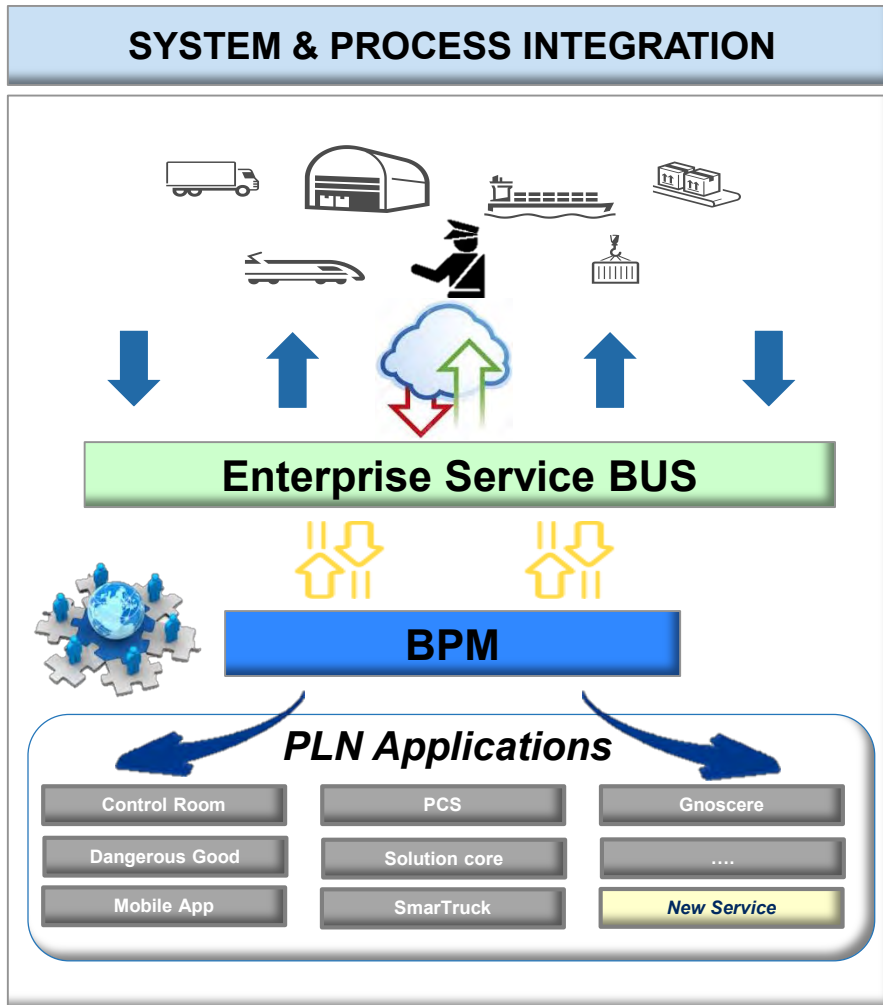 SYSTEM & PROCESS INTEGRATION
Enterprise Service BUS
BPM
PLN Applications
Control Room
PCS
Gnoscere
Dangerous Good
Solution core
....
Mobile App
SmarTruck
New Service